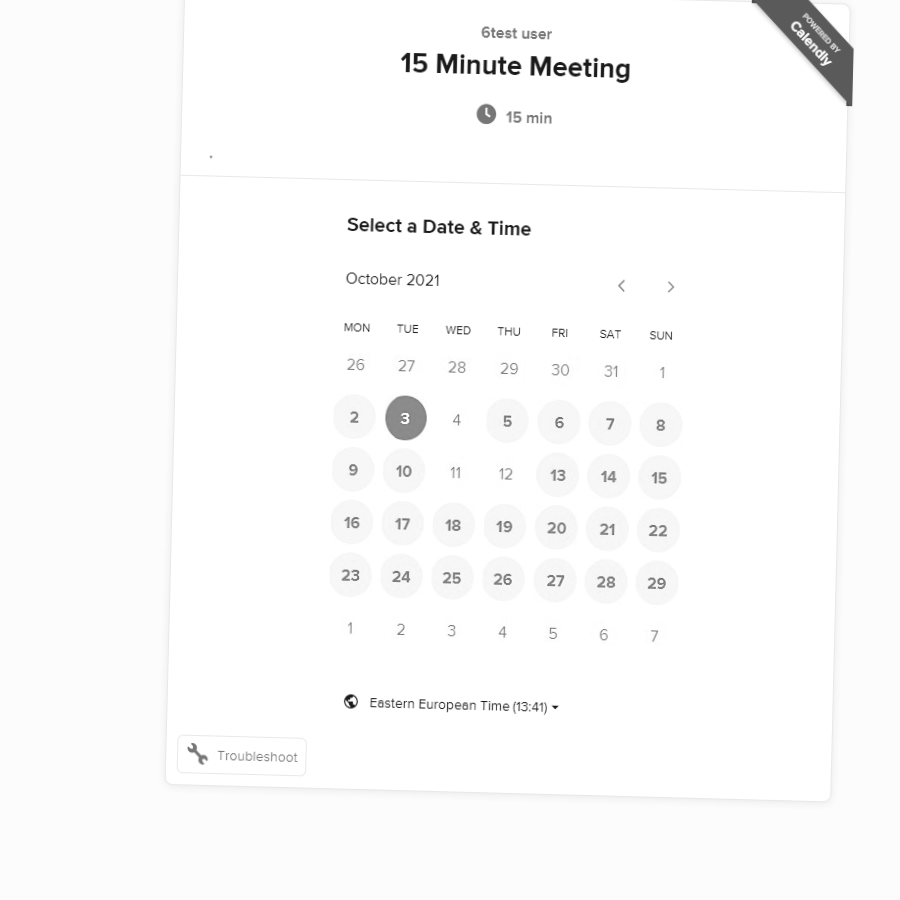 6test user
15 Minute Meeting
15 min
POWERED BY
Calendly
.
Select a Date & Time
October 2021
MON TUE WED THU FRI SAT SUN
26 27 28 29 30 31 1
2 3 4 5 6 7 8
9 10 11 12 13 14 15
16 17 18 19 20 21 22
23 24 25 26 27 28 29
1 2 3 4 5 6 7
Eastern European Time (13:41)
Troubleshoot